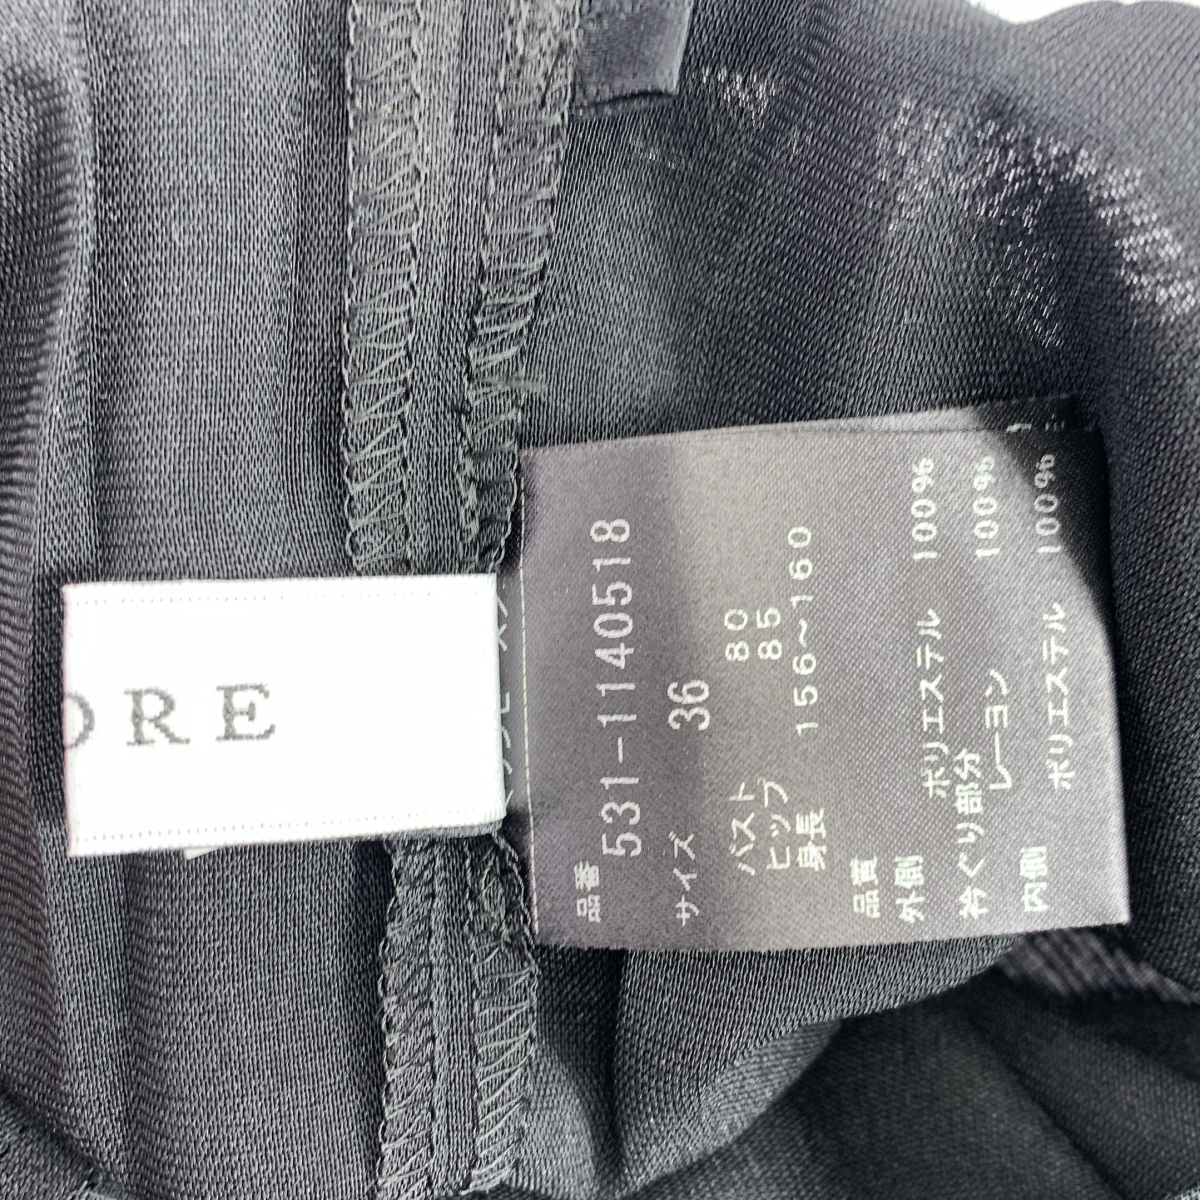 ORE
品番
531-1140518
サイズ 36
バスト 80
ヒップ 85
身長 156~160
品質
外側 ポリエステル 100%
衿ぐり部分
レーヨン 100%
内側 ポリエステル 100%